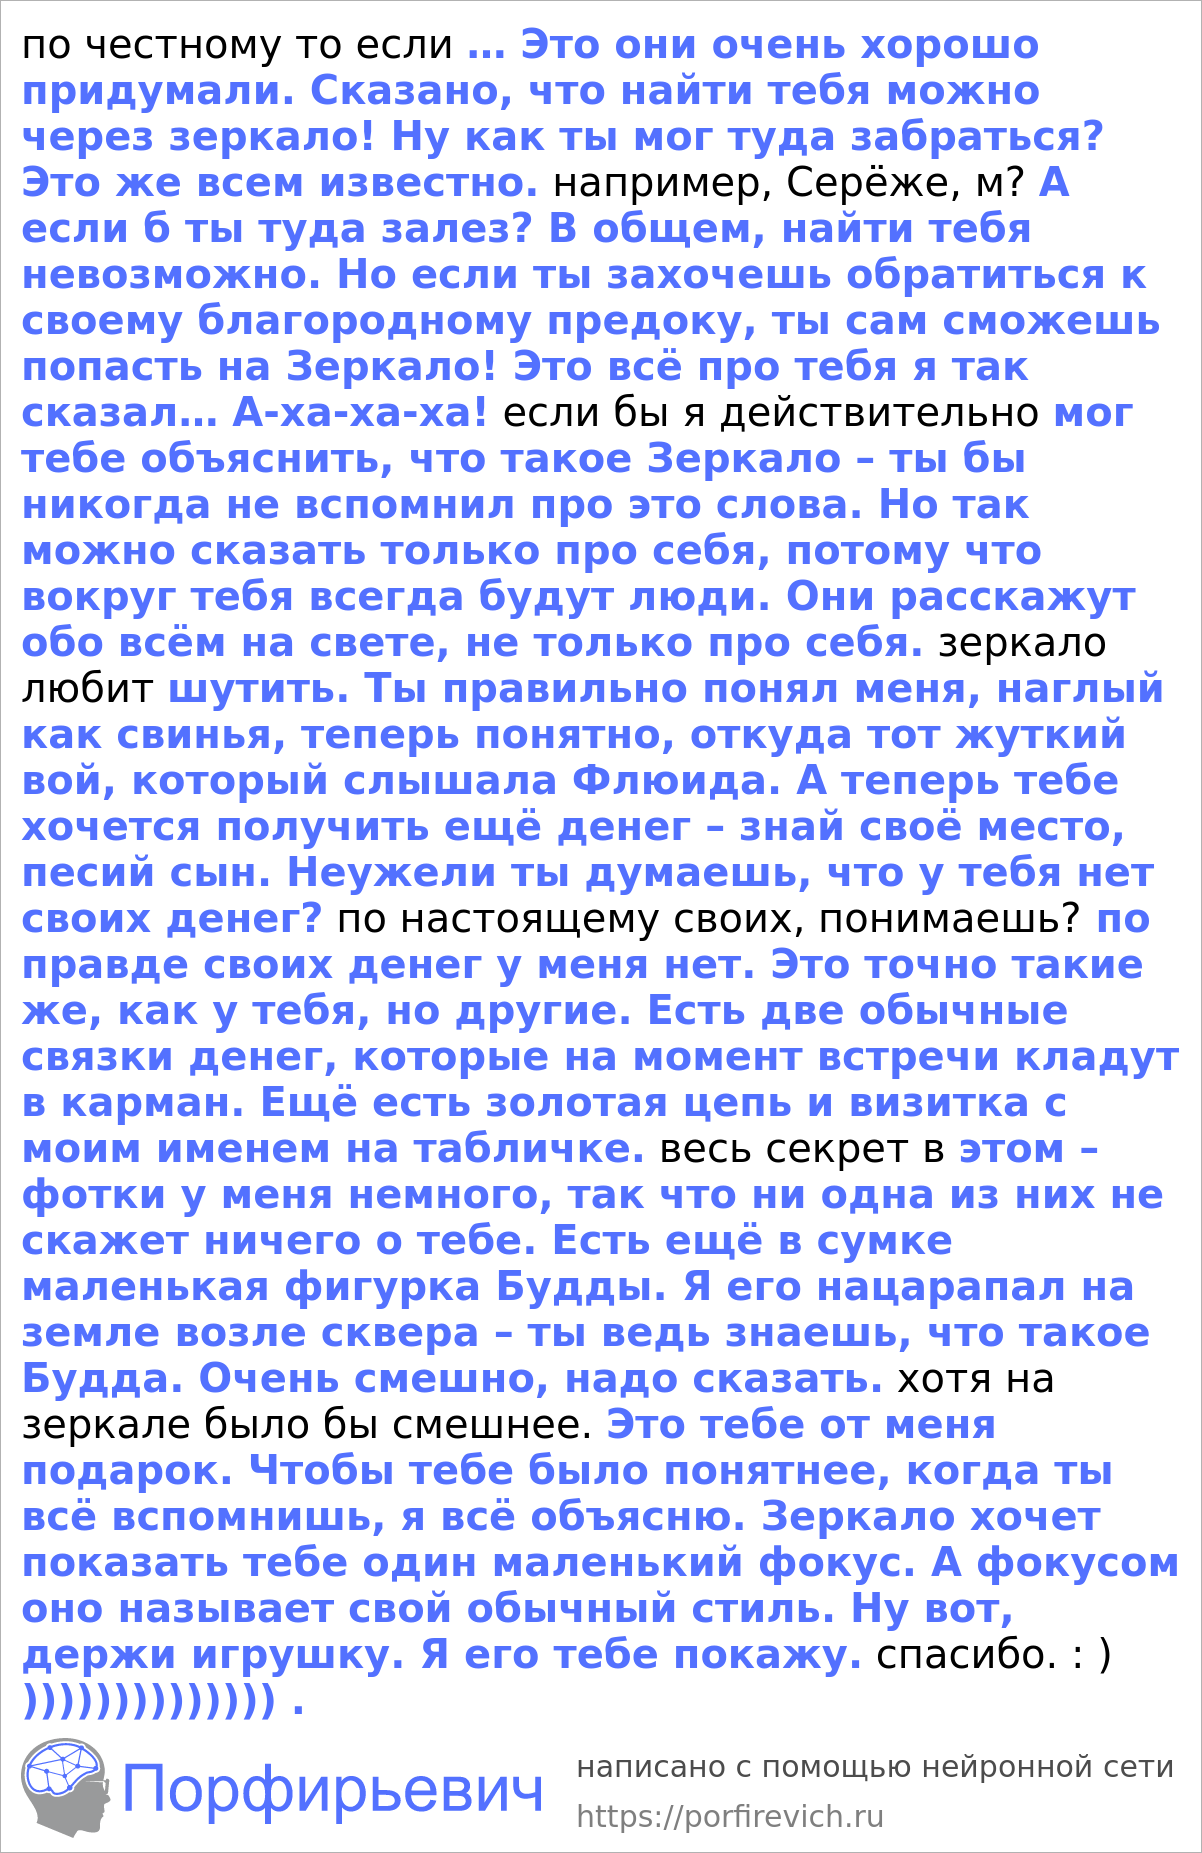 по честному то если … Это они очень хорошо
придумали. Сказано, что найти тебя можно
через зеркало! Ну как ты мог туда забраться?
Это же всем известно. например, Серёже, м? А
если б ты туда залез? В общем, найти тебя
невозможно. Но если ты захочешь обратиться к
своему благородному предоку, ты сам сможешь
попасть на Зеркало! Это всё про тебя я так
сказал… А-ха-ха-ха! если бы я действительно мог
тебе объяснить, что такое Зеркало – ты бы
никогда не вспомнил про это слова. Но так
можно сказать только про себя, потому что
вокруг тебя всегда будут люди. Они расскажут
обо всём на свете, не только про себя. зеркало
любит шутить. Ты правильно понял меня, наглый
как свинья, теперь понятно, откуда тот жуткий
вой, который слышала Флюида. А теперь тебе
хочется получить ещё денег – знай своё место,
песий сын. Неужели ты думаешь, что у тебя нет
своих денег? по настоящему своих, понимаешь? по
правде своих денег у меня нет. Это точно такие
же, как у тебя, но другие. Есть две обычные
связки денег, которые на момент встречи кладут
в карман. Ещё есть золотая цепь и визитка с
моим именем на табличке. весь секрет в этом –
фотки у меня немного, так что ни одна из них не
скажет ничего о тебе. Есть ещё в сумке
маленькая фигурка Будды. Я его нацарапал на
земле возле сквера – ты ведь знаешь, что такое
Будда. Очень смешно, надо сказать. хотя на
зеркале было бы смешнее. Это тебе от меня
подарок. Чтобы тебе было понятнее, когда ты
всё вспомнишь, я всё объясню. Зеркало хочет
показать тебе один маленький фокус. А фокусом
оно называет свой обычный стиль. Ну вот,
держи игрушку. Я его тебе покажу. спасибо. : )
)))))))))))))) .
Порфирьевич
написано с помощью нейронной сети
https://porfirevich.ru